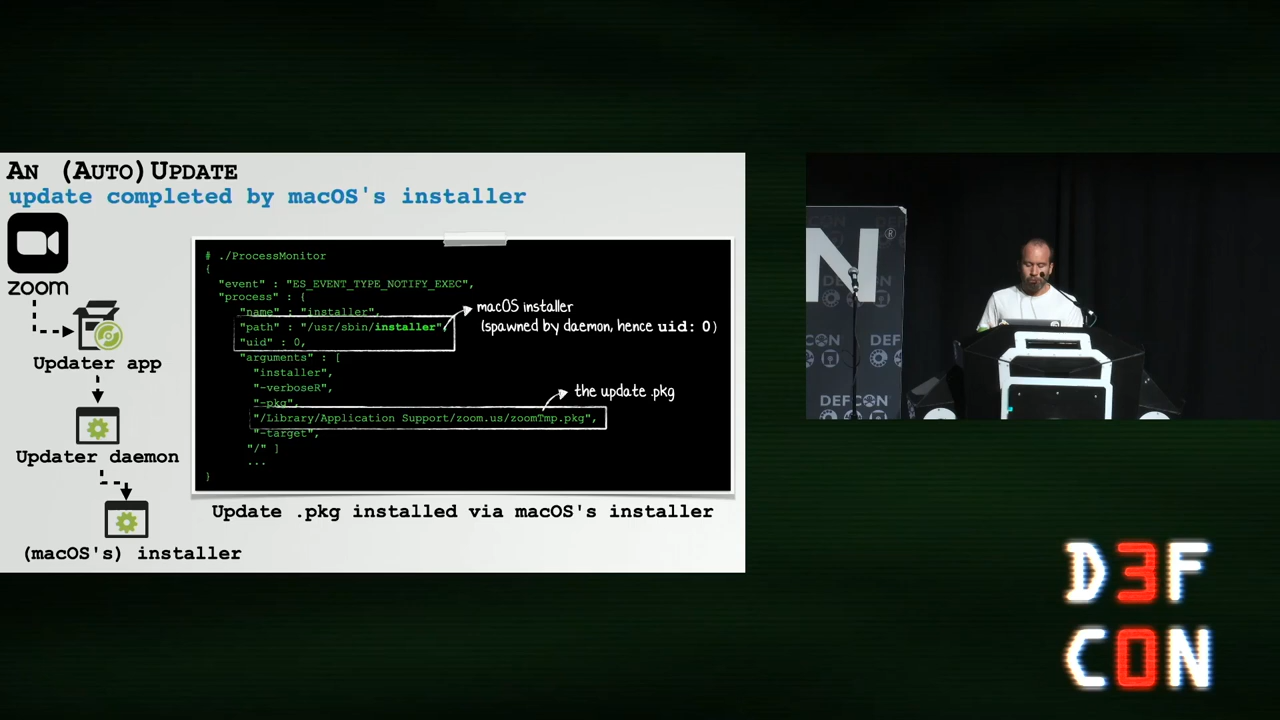 An (Auto)Update
update completed by macOS's installer
zoom
Updater app
Updater daemon
(macOS's) installer
# ./ProcessMonitor
{
"event" : "ES_EVENT_TYPE_NOTIFY_EXEC",
"process" : {
"name" : "installer",
"path" : "/usr/sbin/installer"
"uid" : 0,
"arguments" : [
"installer",
"-verboseR",
"-pkg",
"/Library/Application Support/zoom.us/zoomTmp.pkg",
"-target",
"/" ]
...
}
macOS installer
(spawned by daemon, hence uid: 0)
the update .pkg
Update .pkg installed via macOS's installer
N®
DEFCON
DEFCON
D3F
C0N